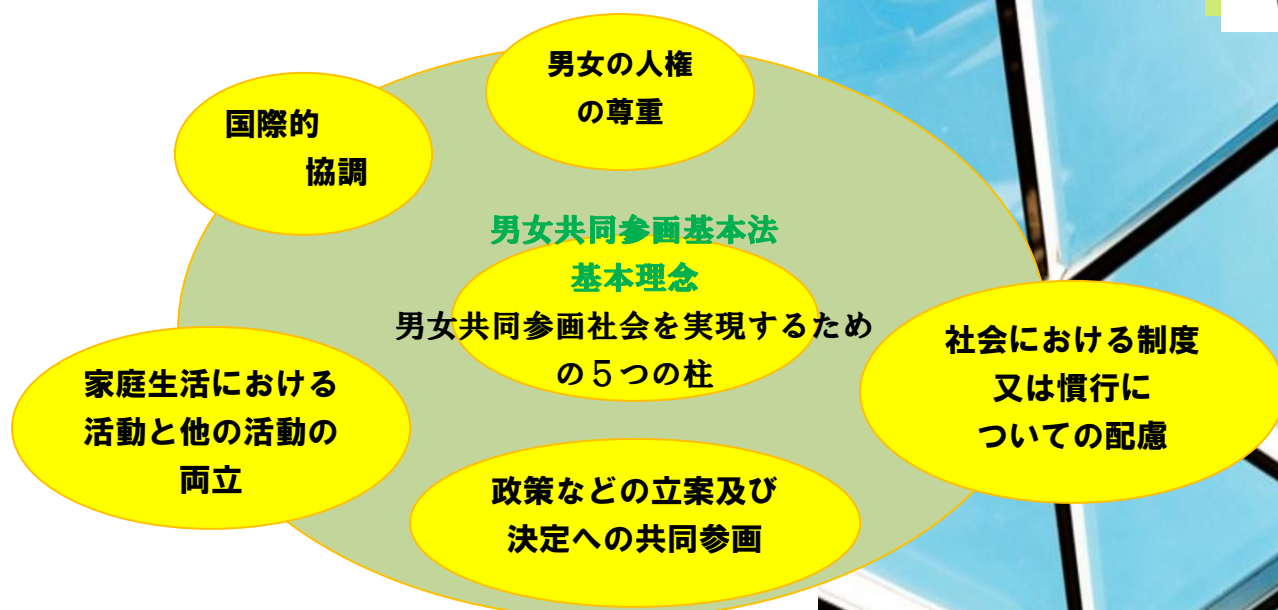 男女の人権
の尊重
国際的
協調
男女共同参画基本法
基本理念
男女共同参画社会を実現するため
の５つの柱
社会における制度
又は慣行に
ついての配慮
家庭生活における
活動と他の活動の
両立
政策などの立案及び
決定への共同参画